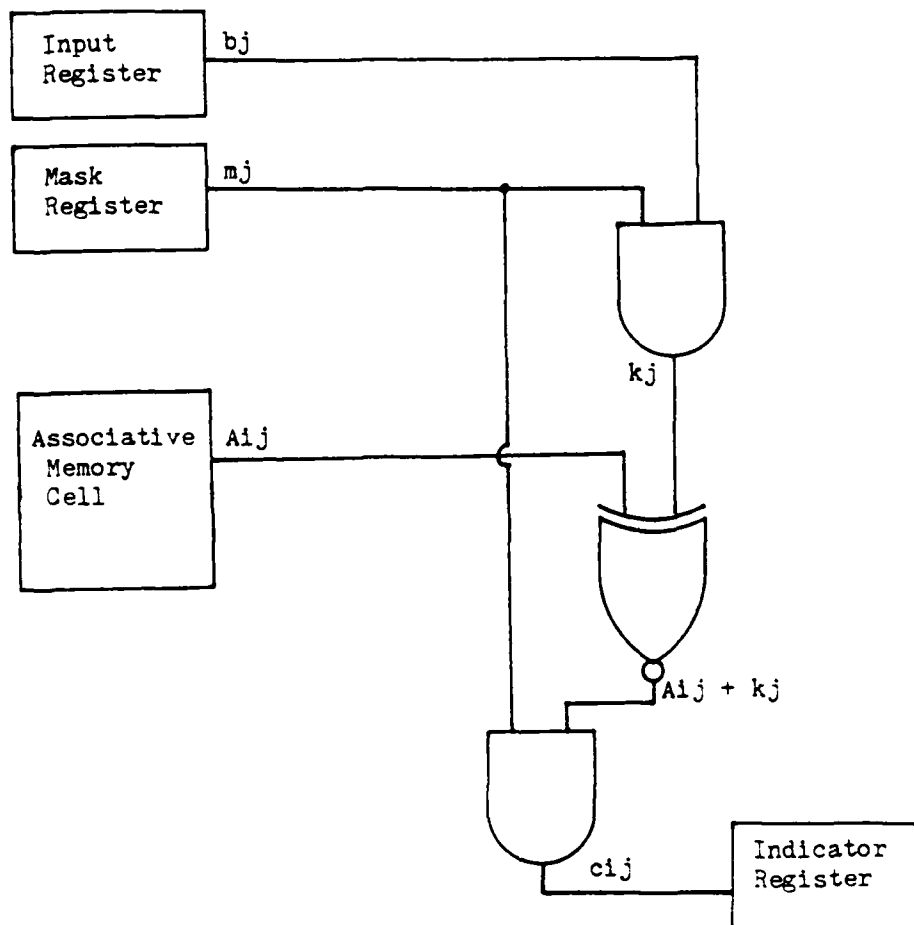 Input
Register
bj
Mask
Register
mj
kj
Associative
Memory
Cell
Aij
Aij + kj
cij
Indicator
Register